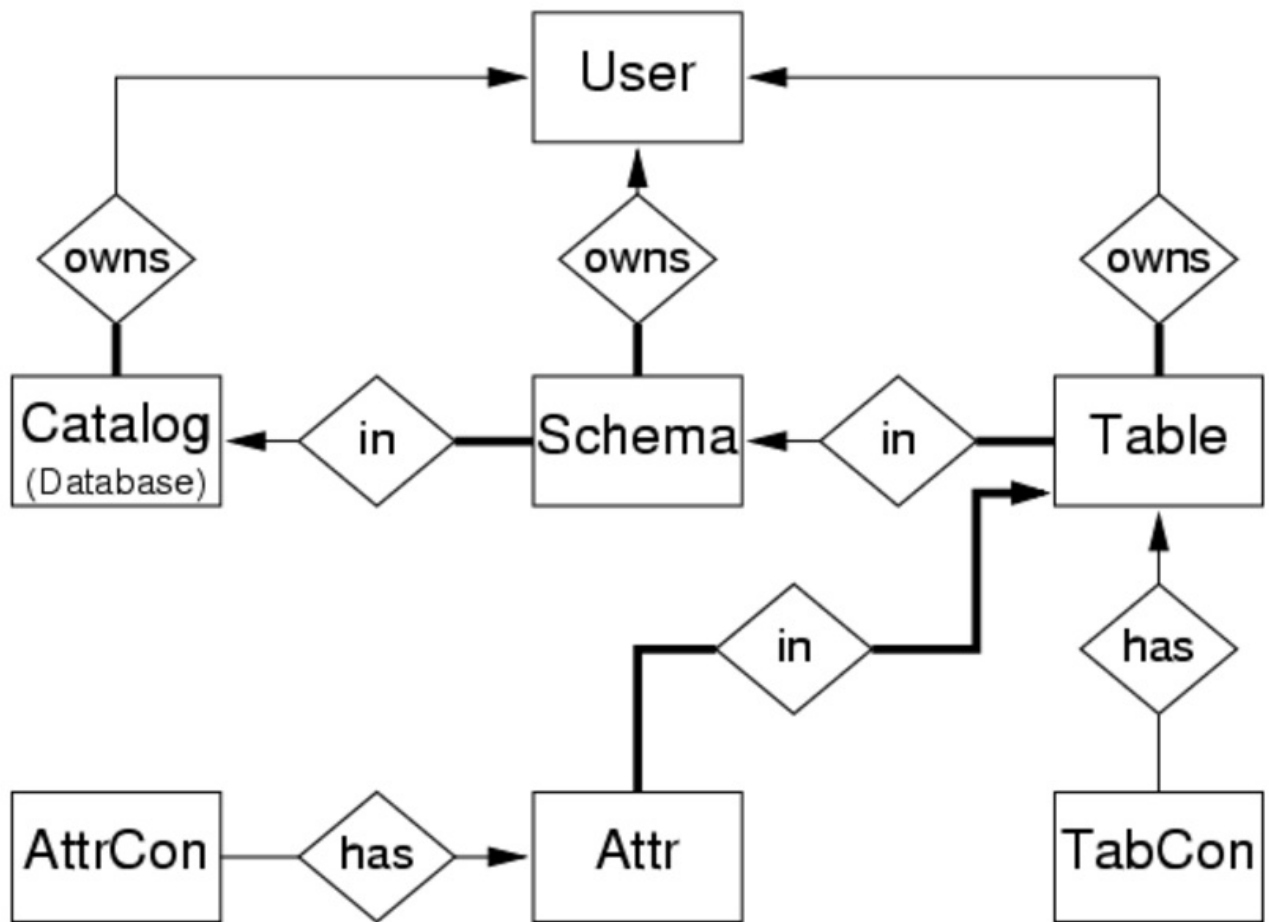 User
owns
owns
owns
Catalog
(Database)
in
Schema
in
Table
in
has
AttrCon
has
Attr
TabCon